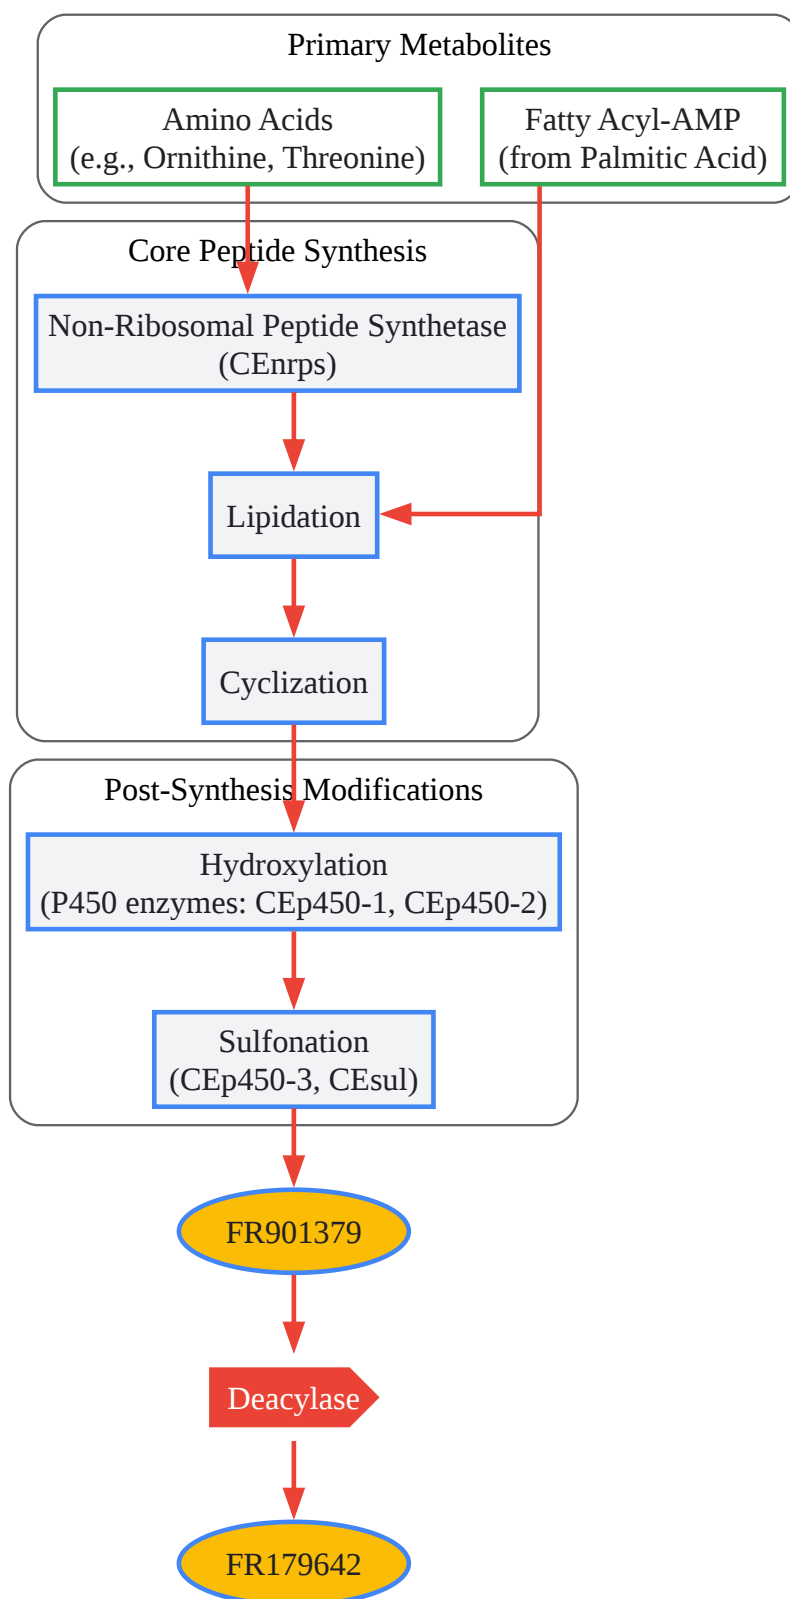 Primary Metabolites
Amino Acids
(e.g., Ornithine, Threonine)
Fatty Acyl-AMP
(from Palmitic Acid)
Core Peptide Synthesis
Non-Ribosomal Peptide Synthetase
(CEnrps)
Lipidation
Cyclization
Post-Synthesis Modifications
Hydroxylation
(P450 enzymes: CEp450-1, CEp450-2)
Sulfonation
(CEp450-3, CEsul)
FR901379
Deacylase
FR179642